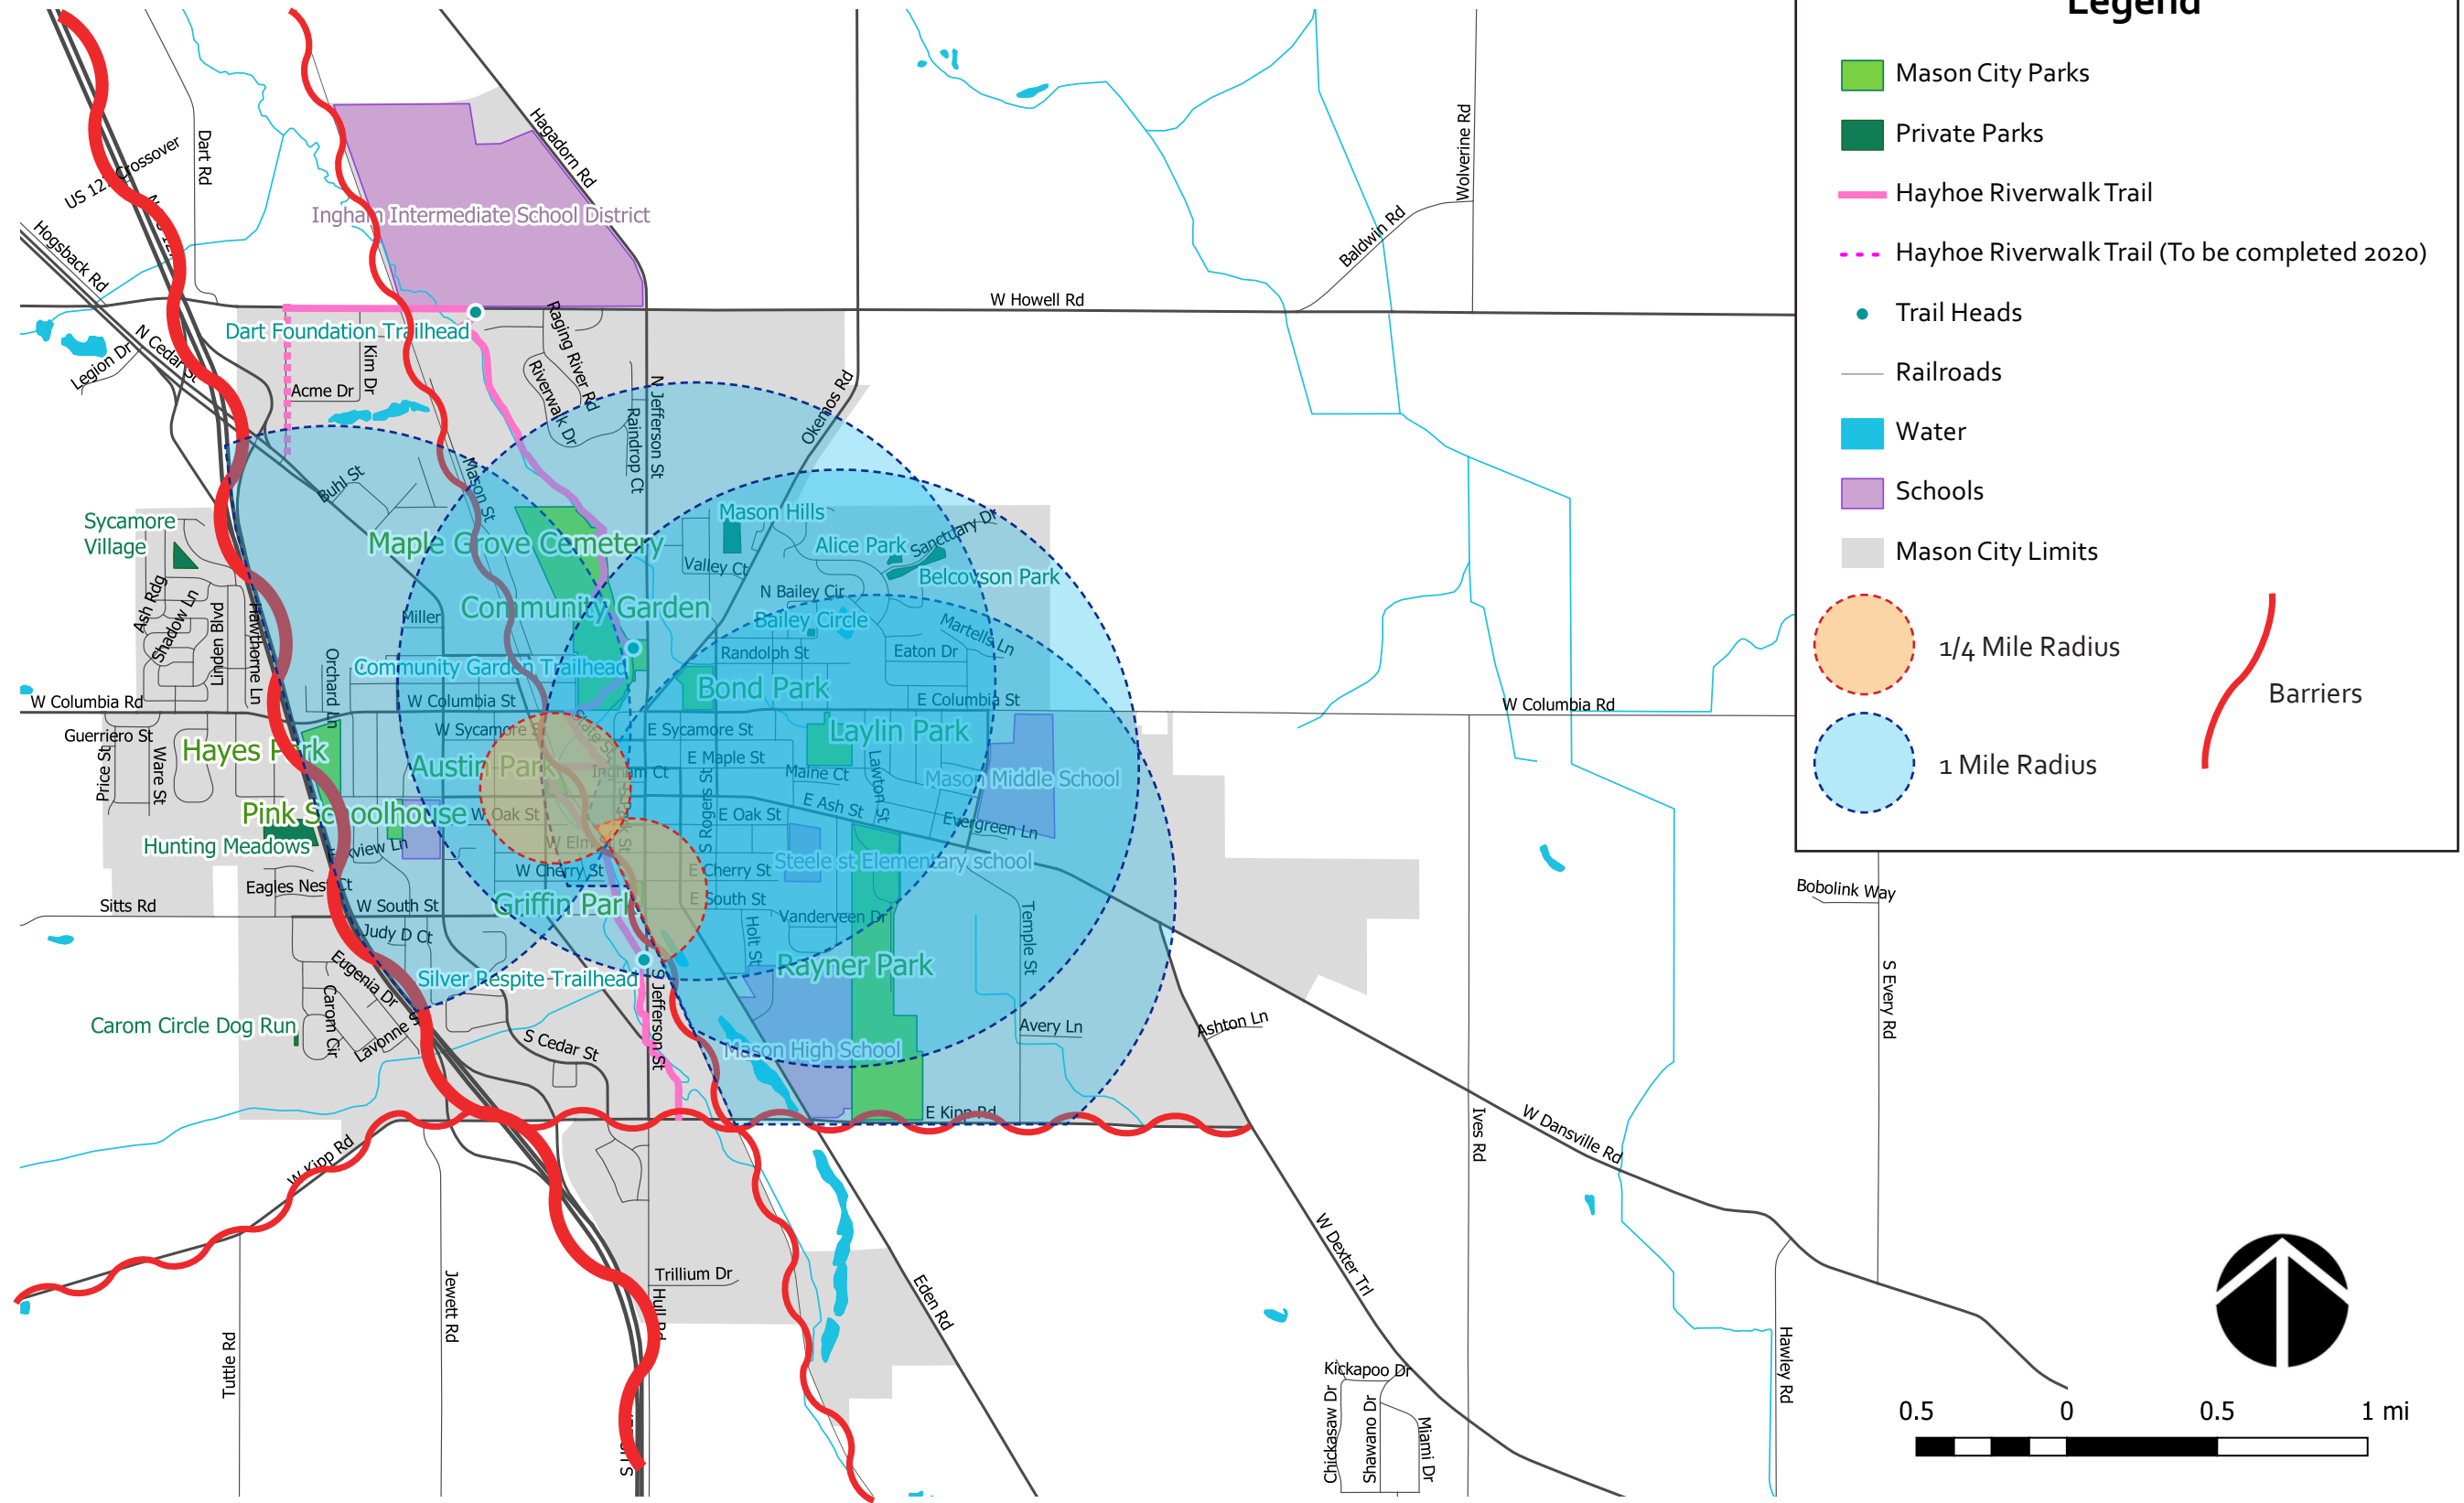 Legend
Mason City Parks
Private Parks
Hayhoe Riverwalk Trail
Hayhoe Riverwalk Trail (To be completed 2020)
Trail Heads
Railroads
Water
Schools
Mason City Limits
1/4 Mile Radius
1 Mile Radius
Barriers
0.5 0 0.5 1 mi
US 127 Crossover
Dart Rd
Hagadorn Rd
Wolverine Rd
Baldwin Rd
Ingham Intermediate School District
Hogsback Rd
W Howell Rd
Dart Foundation Trailhead
Raging River Rd
Kim Dr
N Cedar St
Legion Dr
Acme Dr
Riverwalk Dr
Raindrop Ct
N Jefferson St
Okemos Rd
Buhl St
Mason St
Sycamore
Village
Mason Hills
Maple Grove Cemetery
Alice Park
Sanctuary Dr
Valley Ct
Belcovson Park
Ash Rdg
Shadow Ln
Linden Blvd
Hawthorne Ln
Miller
Community Garden
N Bailey Cir
Bailey Circle
Martells Ln
Orchard Ln
Community Garden Trailhead
Randolph St
Eaton Dr
W Columbia Rd
W Columbia St
Bond Park
E Columbia St
W Columbia Rd
Guerriero St
Hayes Park
W Sycamore St
State St
E Sycamore St
Laylin Park
Price St
Ware St
Austin Park
Ingham Ct
E Maple St
Maine Ct
Lawton St
Mason Middle School
Pink Schoolhouse
W Oak St
S Rogers St
E Oak St
E Ash St
Evergreen Ln
Hunting Meadows
W Elm
Steele st Elementary school
Eagles Nest Ct
W Cherry St
E Cherry St
Bobolink Way
Sitts Rd
W South St
Griffin Park
E South St
Vanderveen Dr
Judy D Ct
Holt St
Temple St
Eugenia Dr
Silver Respite Trailhead
Rayner Park
S Every Rd
Carom Circle Dog Run
Carom Cir
Lavonne
S Cedar St
S Jefferson St
Mason High School
Avery Ln
Ashton Ln
E Kipp Rd
W Kipp Rd
Ives Rd
W Dansville Rd
Trillium Dr
Jewett Rd
Hull Rd
Eden Rd
W Dexter Trl
Tuttle Rd
Hawley Rd
Kickapoo Dr
Chickasaw Dr
Shawano Dr
Miami Dr